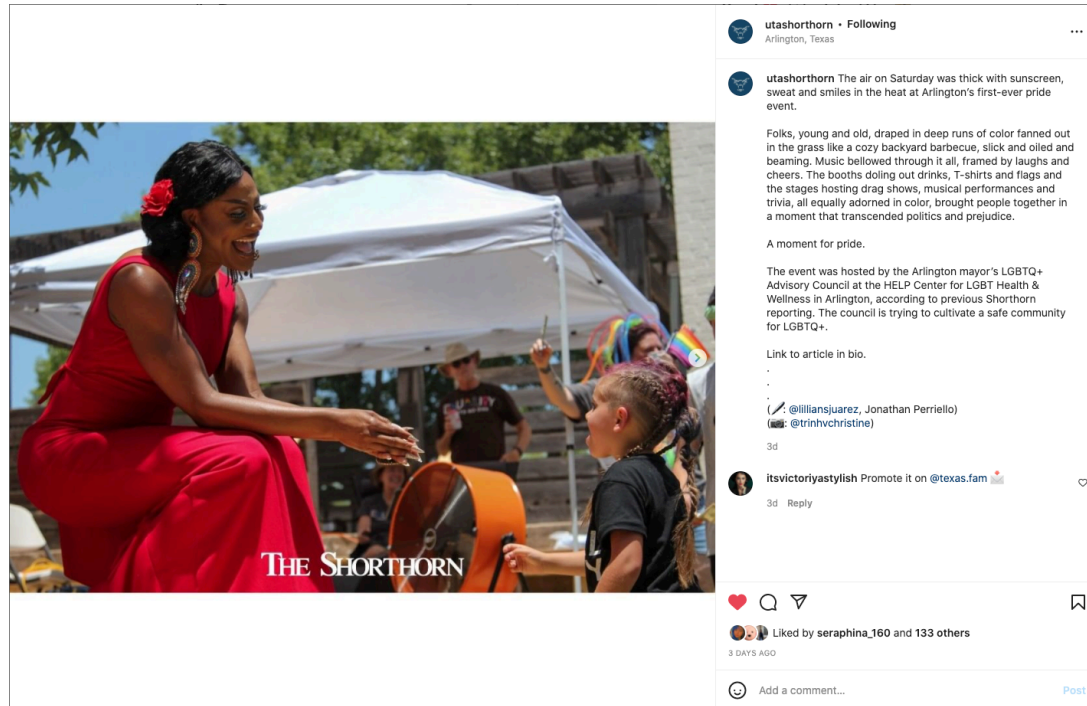 utashorthorn • Following
Arlington, Texas
utashorthorn The air on Saturday was thick with sunscreen,
sweat and smiles in the heat at Arlington's first-ever pride
event.
Folks, young and old, draped in deep runs of color fanned out
in the grass like a cozy backyard barbecue, slick and oiled and
beaming. Music bellowed through it all, framed by laughs and
cheers. The booths doling out drinks, T-shirts and flags and
the stages hosting drag shows, musical performances and
trivia, all equally adorned in color, brought people together in
a moment that transcended politics and prejudice.
A moment for pride.
The event was hosted by the Arlington mayor's LGBTQ+
Advisory Council at the HELP Center for LGBT Health &
Wellness in Arlington, according to previous Shorthorn
reporting. The council is trying to cultivate a safe community
for LGBTQ+.
Link to article in bio.
.
.
.
(🖋: @lilliansjuarez, Jonathan Perriello)
(📷: @trinhvchristine)
3d
itsvictoriyastylish Promote it on @texas.fam 📩
3d Reply
THE SHORTHORN
Liked by seraphina_160 and 133 others
3 DAYS AGO
Add a comment...
Post